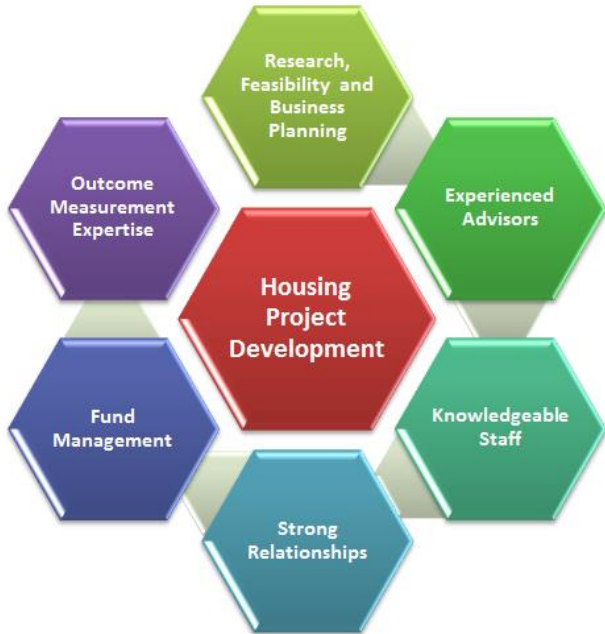 Research,
Feasibility and
Business
Planning
Experienced
Advisors
Knowledgeable
Staff
Strong
Relationships
Fund
Management
Outcome
Measurement
Expertise
Housing
Project
Development